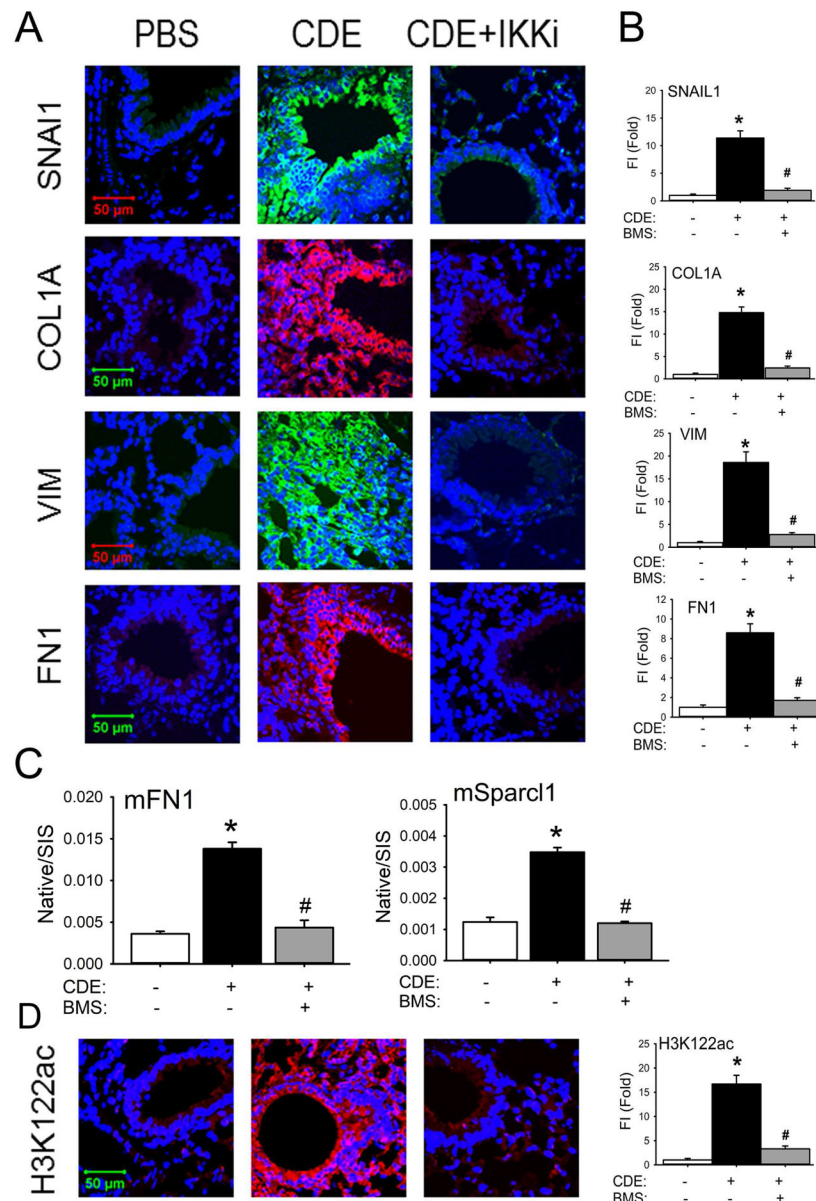 A
PBS CDE CDE+IKKi
SNAI1
50 µm
COL1A
50 µm
VIM
50 µm
FN1
50 µm
B
SNAIL1
FI (Fold)
20
15
10
5
0
*
#
CDE: - + +
BMS: - - +
COL1A
FI (Fold)
25
20
15
10
5
0
*
#
CDE: - + +
BMS: - - +
VIM
FI (Fold)
25
20
15
10
5
0
*
#
CDE: - + +
BMS: - - +
FN1
FI (Fold)
12
10
8
6
4
2
0
*
#
CDE: - + +
BMS: - - +
C
mFN1
Native/SIS
0.020
0.015
0.010
0.005
0.000
*
#
CDE: - + +
BMS: - - +
mSparcl1
Native/SIS
0.005
0.004
0.003
0.002
0.001
0.000
*
#
CDE: - + +
BMS: - - +
D
H3K122ac
50 µm
H3K122ac
FI (Fold)
25
20
15
10
5
0
*
#
CDE: - + +
BMS: - - +